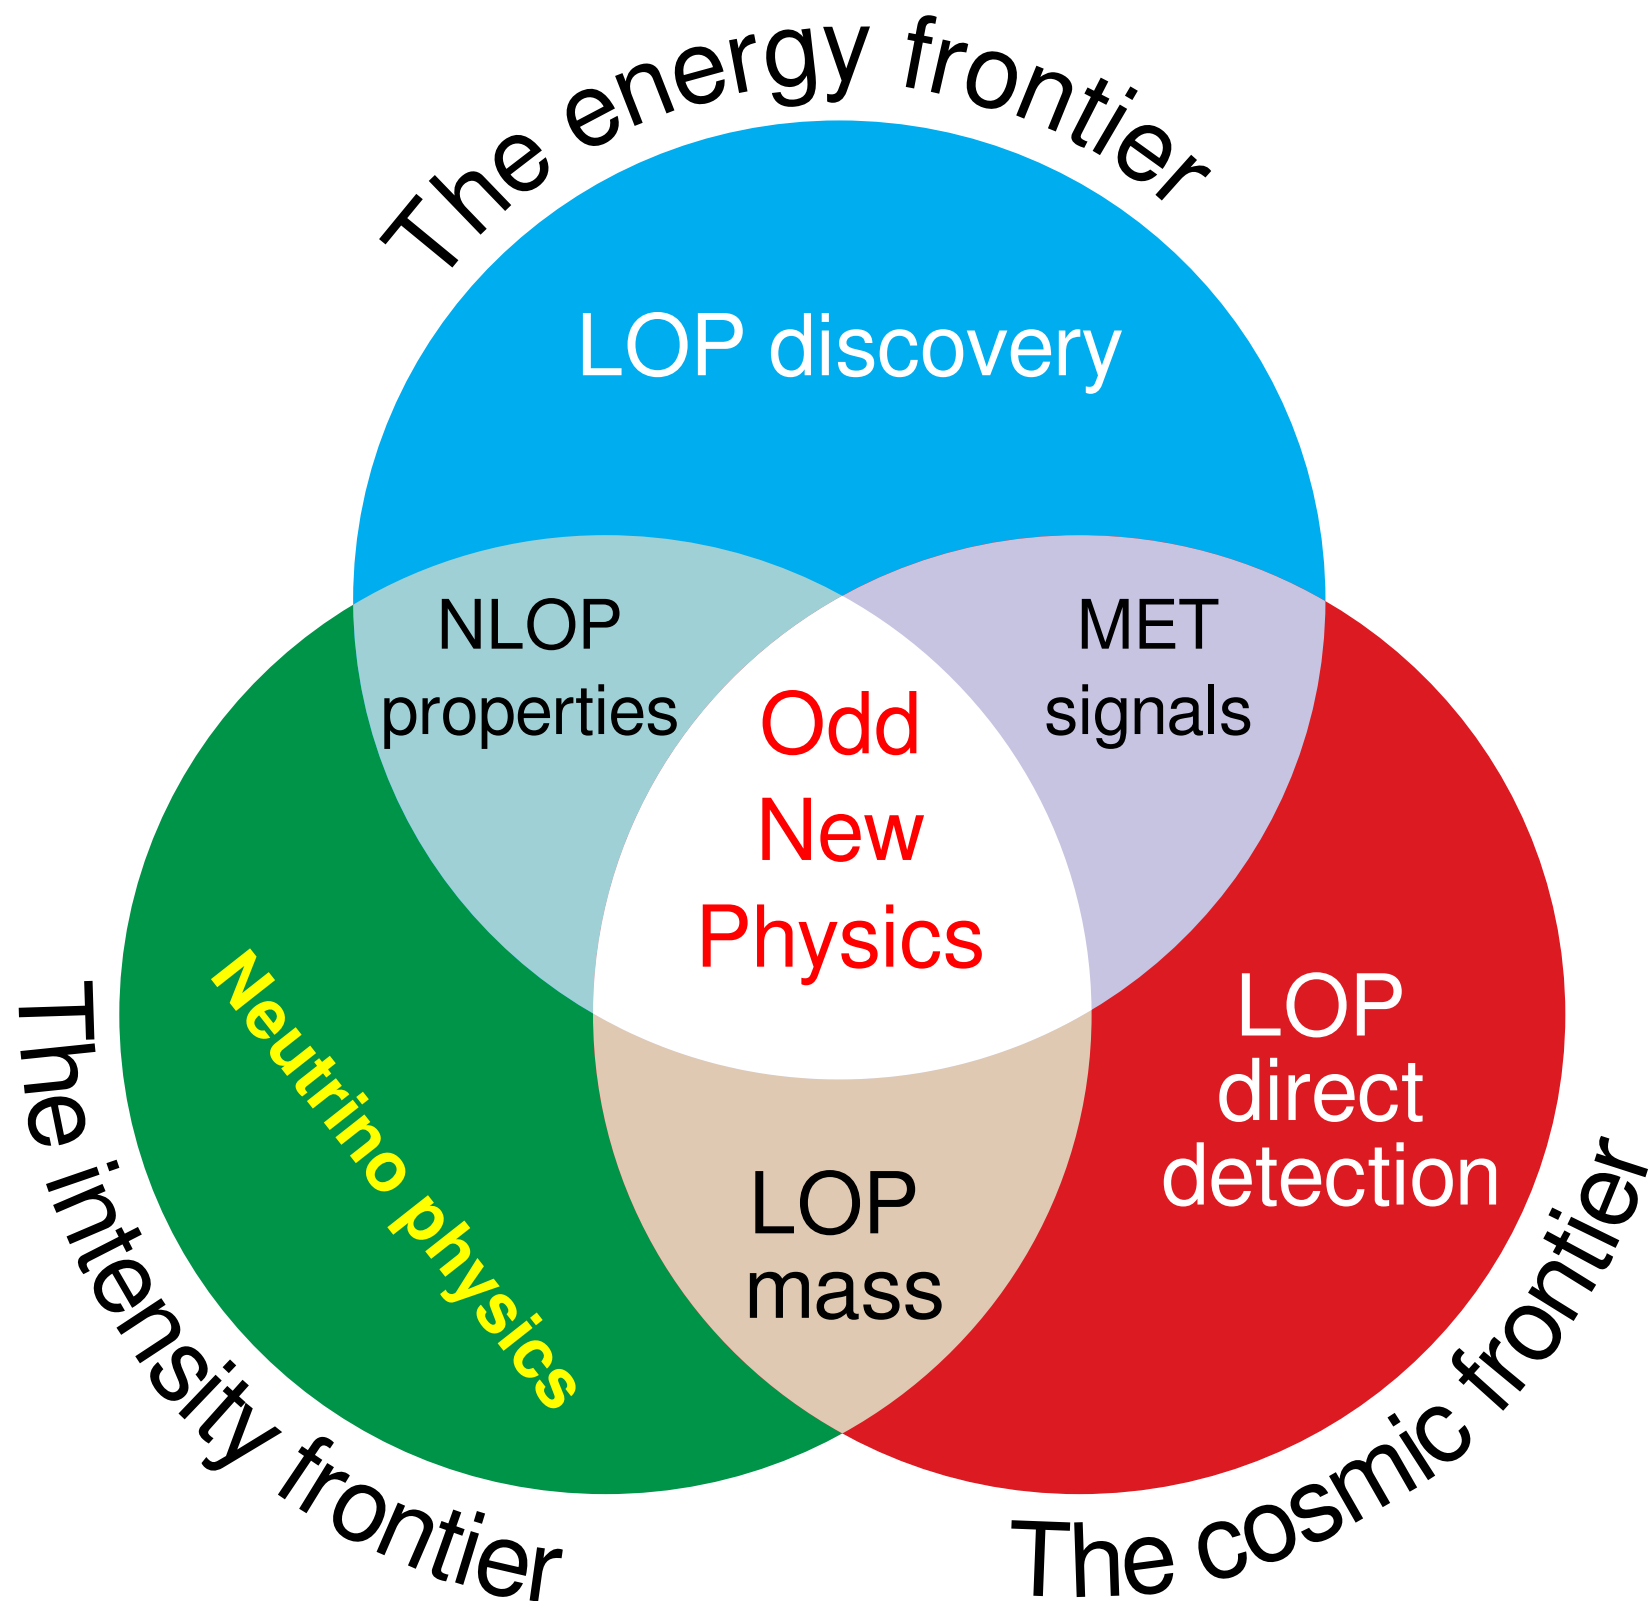 The energy frontier
LOP discovery
NLOP
properties
MET
signals
Odd
New
Physics
Neutrino physics
LOP
direct
detection
LOP
mass
The intensity frontier
The cosmic frontier